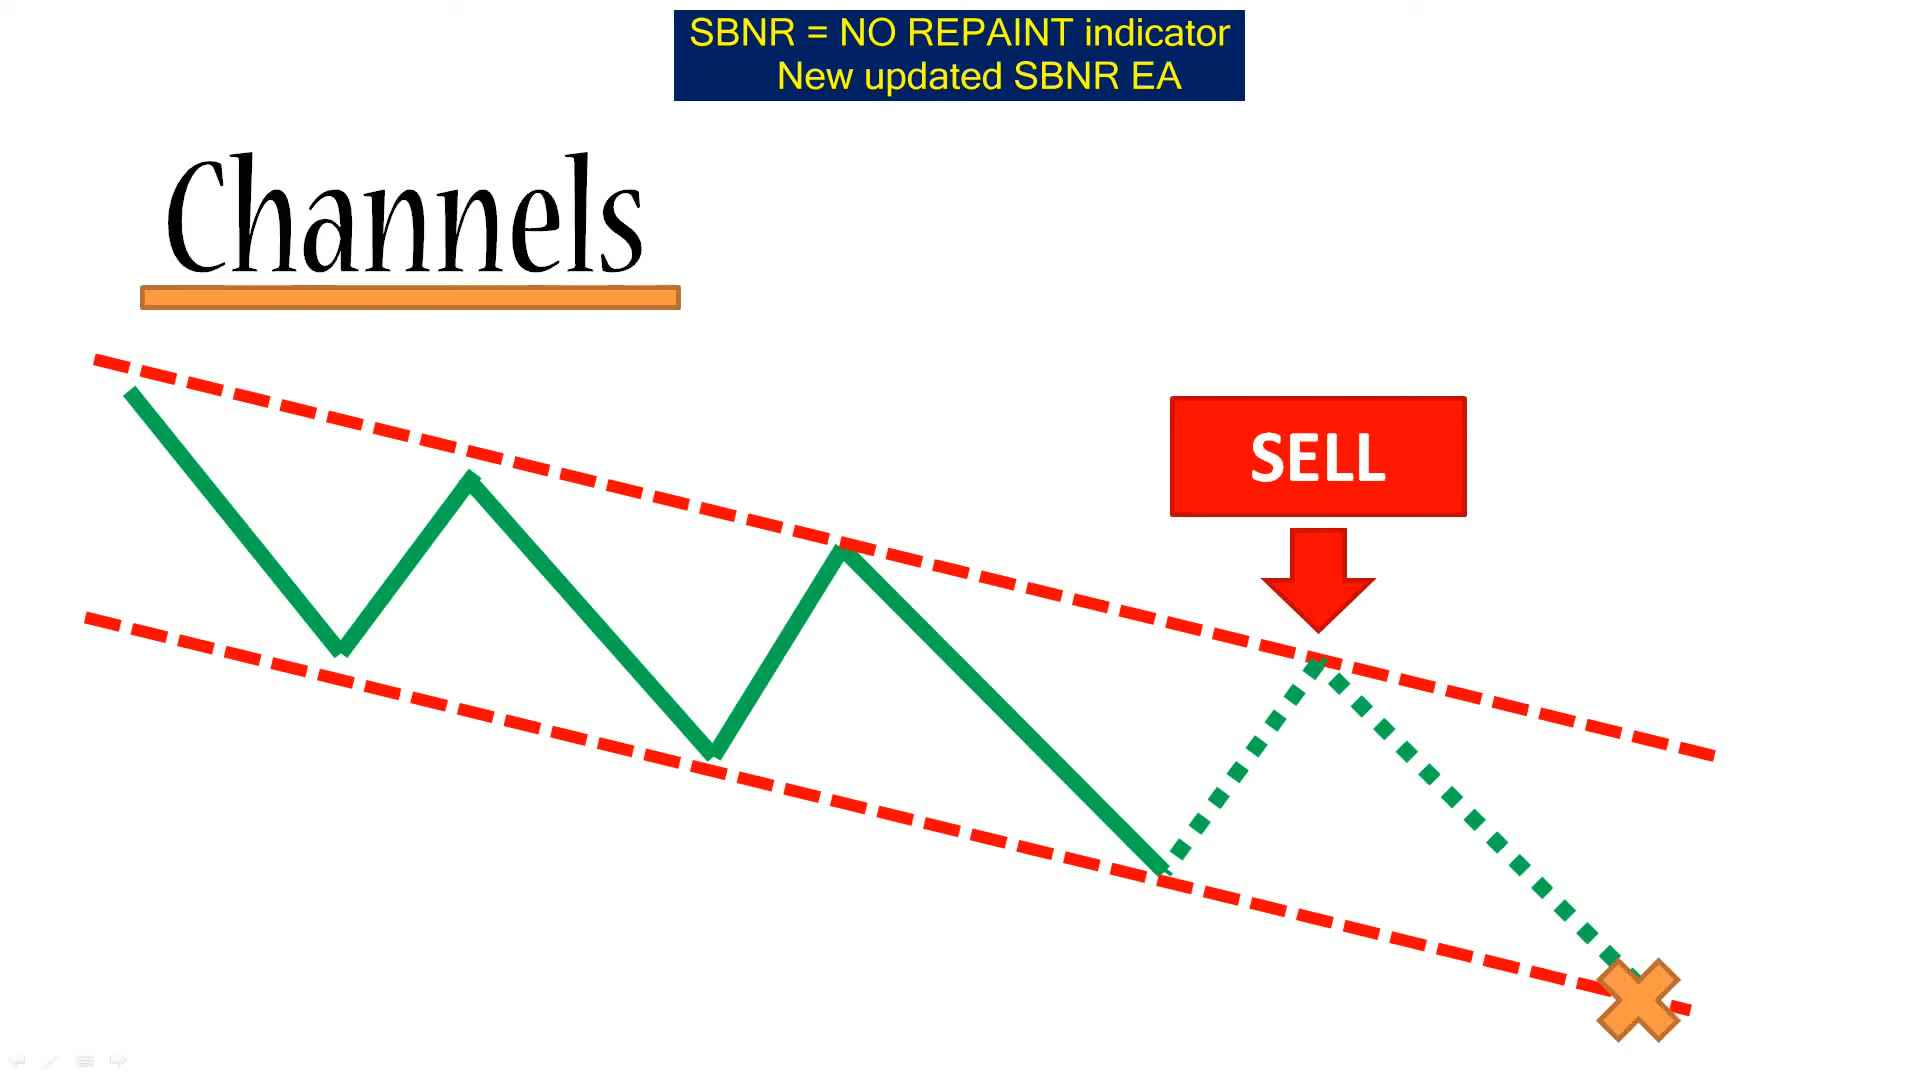 SBNR = NO REPAINT indicator
New updated SBNR EA
Channels
SELL